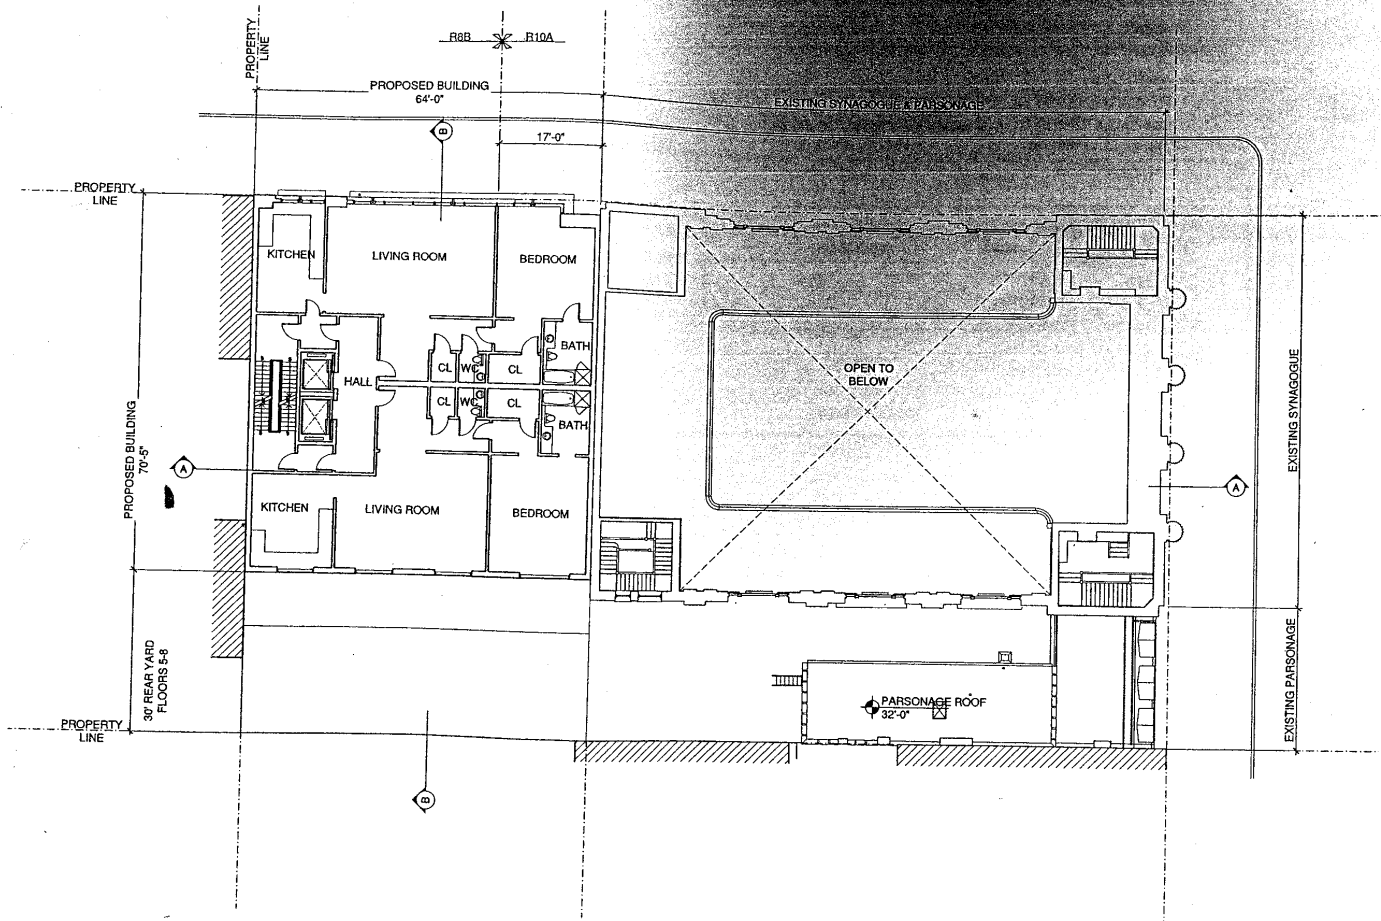 PROPERTY
LINE
R8B
R10A
PROPOSED BUILDING
64'-0"
EXISTING SYNAGOGUE & PARSONAGE
B
17'-0"
PROPERTY
LINE
KITCHEN
LIVING ROOM
BEDROOM
BATH
CL
WC
CL
HALL
CL
WC
CL
BATH
OPEN TO
BELOW
EXISTING SYNAGOGUE
PROPOSED BUILDING
70'-5"
A
A
KITCHEN
LIVING ROOM
BEDROOM
30' REAR YARD
FLOORS 5-8
EXISTING PARSONAGE
PARSONAGE ROOF
32'-0"
PROPERTY
LINE
B